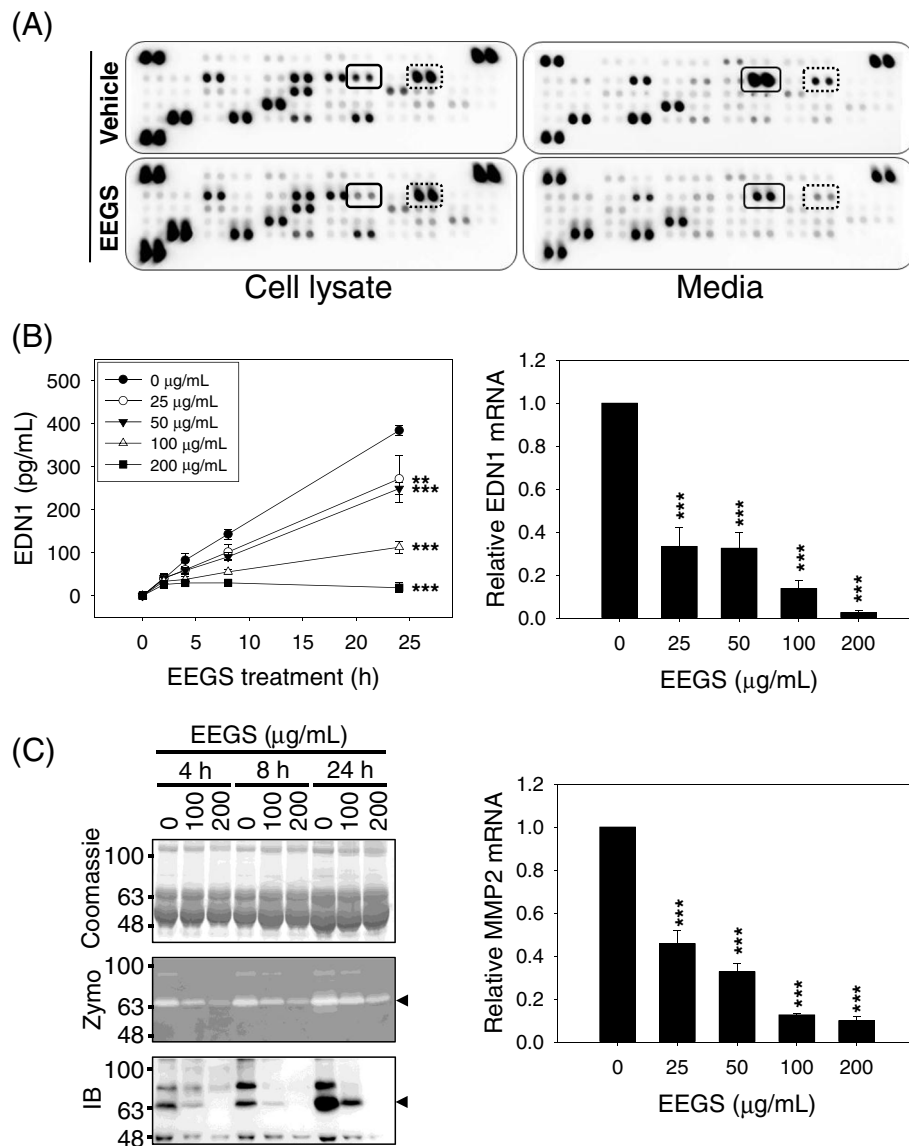 (A)
Vehicle
EEGS
Cell lysate
Media
(B)
EDN1 (pg/mL)
500
400
300
200
100
0
0 μg/mL
25 μg/mL
50 μg/mL
100 μg/mL
200 μg/mL
**
***
***
***
0 5 10 15 20 25
EEGS treatment (h)
Relative EDN1 mRNA
1.2
1.0
0.8
0.6
0.4
0.2
0.0
***
***
***
***
0 25 50 100 200
EEGS (μg/mL)
(C)
EEGS (μg/mL)
4 h 8 h 24 h
0 100 200 0 100 200 0 100 200
Coomassie
100
63
48
Zymo
100
63
48
IB
100
63
48
Relative MMP2 mRNA
1.2
1.0
0.8
0.6
0.4
0.2
0.0
***
***
***
***
0 25 50 100 200
EEGS (μg/mL)